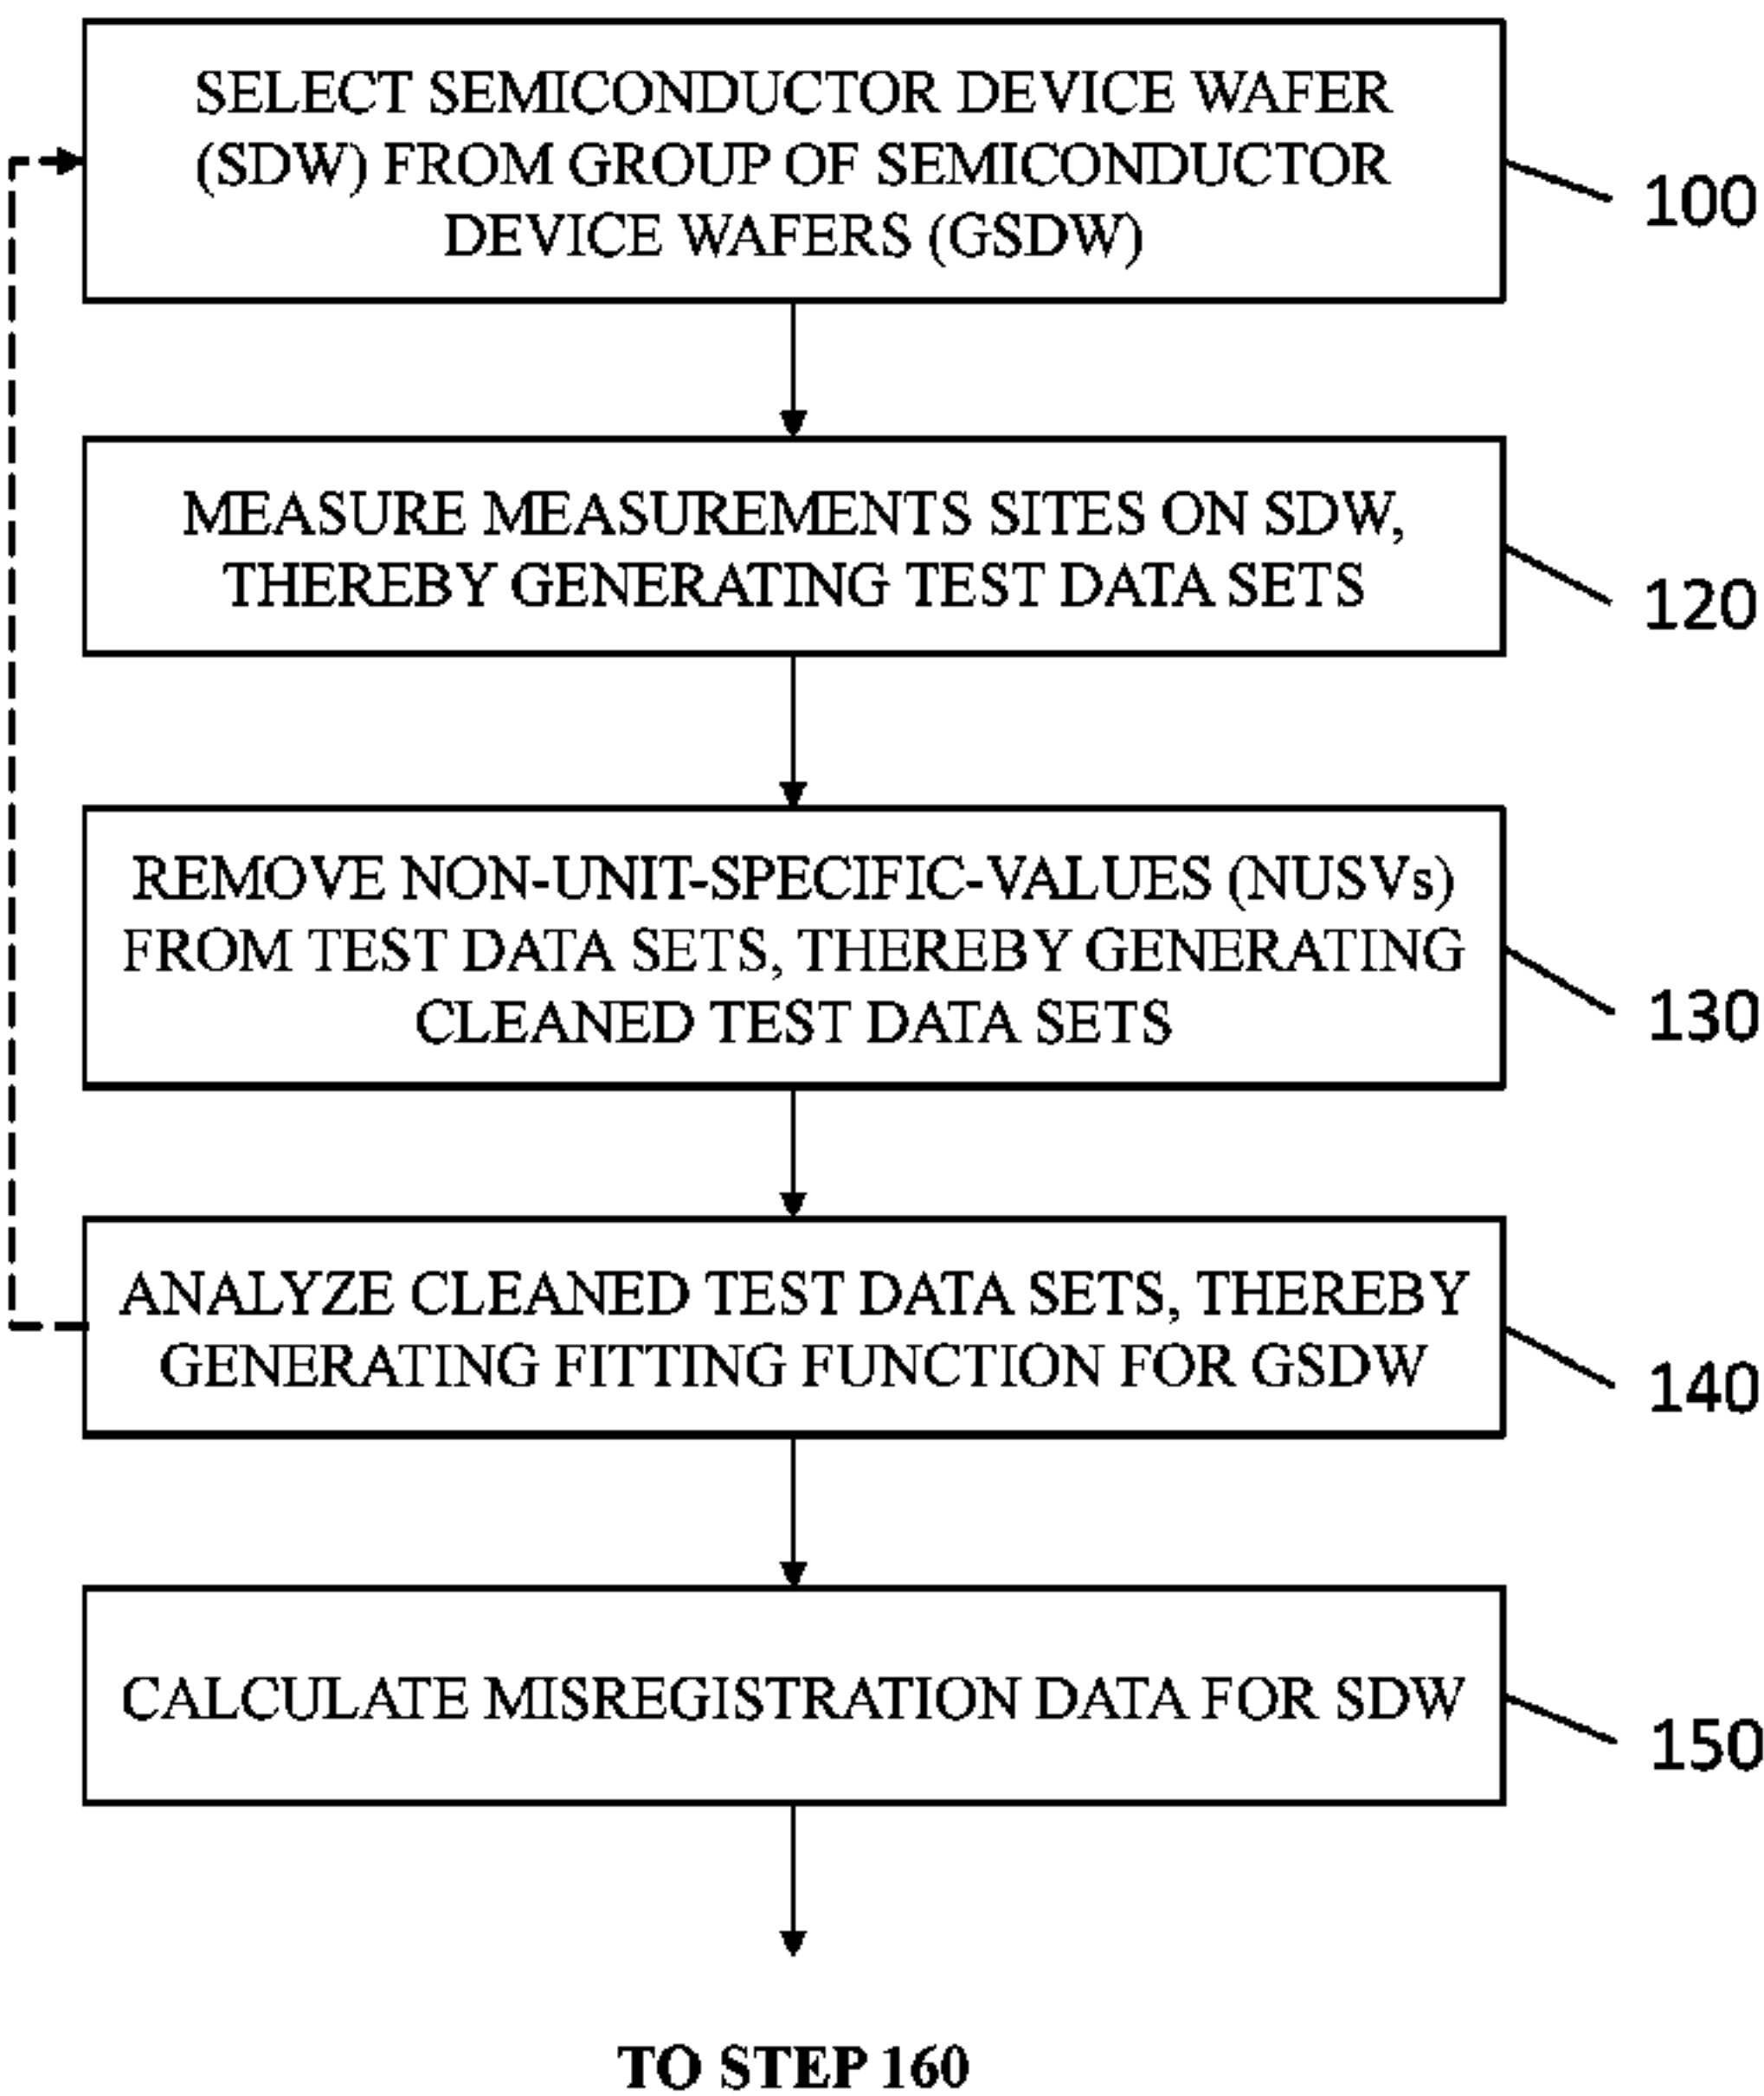 SELECT SEMICONDUCTOR DEVICE WAFER
(SDW) FROM GROUP OF SEMICONDUCTOR
DEVICE WAFERS (GSDW)
100
MEASURE MEASUREMENTS SITES ON SDW,
THEREBY GENERATING TEST DATA SETS
120
REMOVE NON-UNIT-SPECIFIC-VALUES (NUSVs)
FROM TEST DATA SETS, THEREBY GENERATING
CLEANED TEST DATA SETS
130
ANALYZE CLEANED TEST DATA SETS, THEREBY
GENERATING FITTING FUNCTION FOR GSDW
140
CALCULATE MISREGISTRATION DATA FOR SDW
150
TO STEP 160